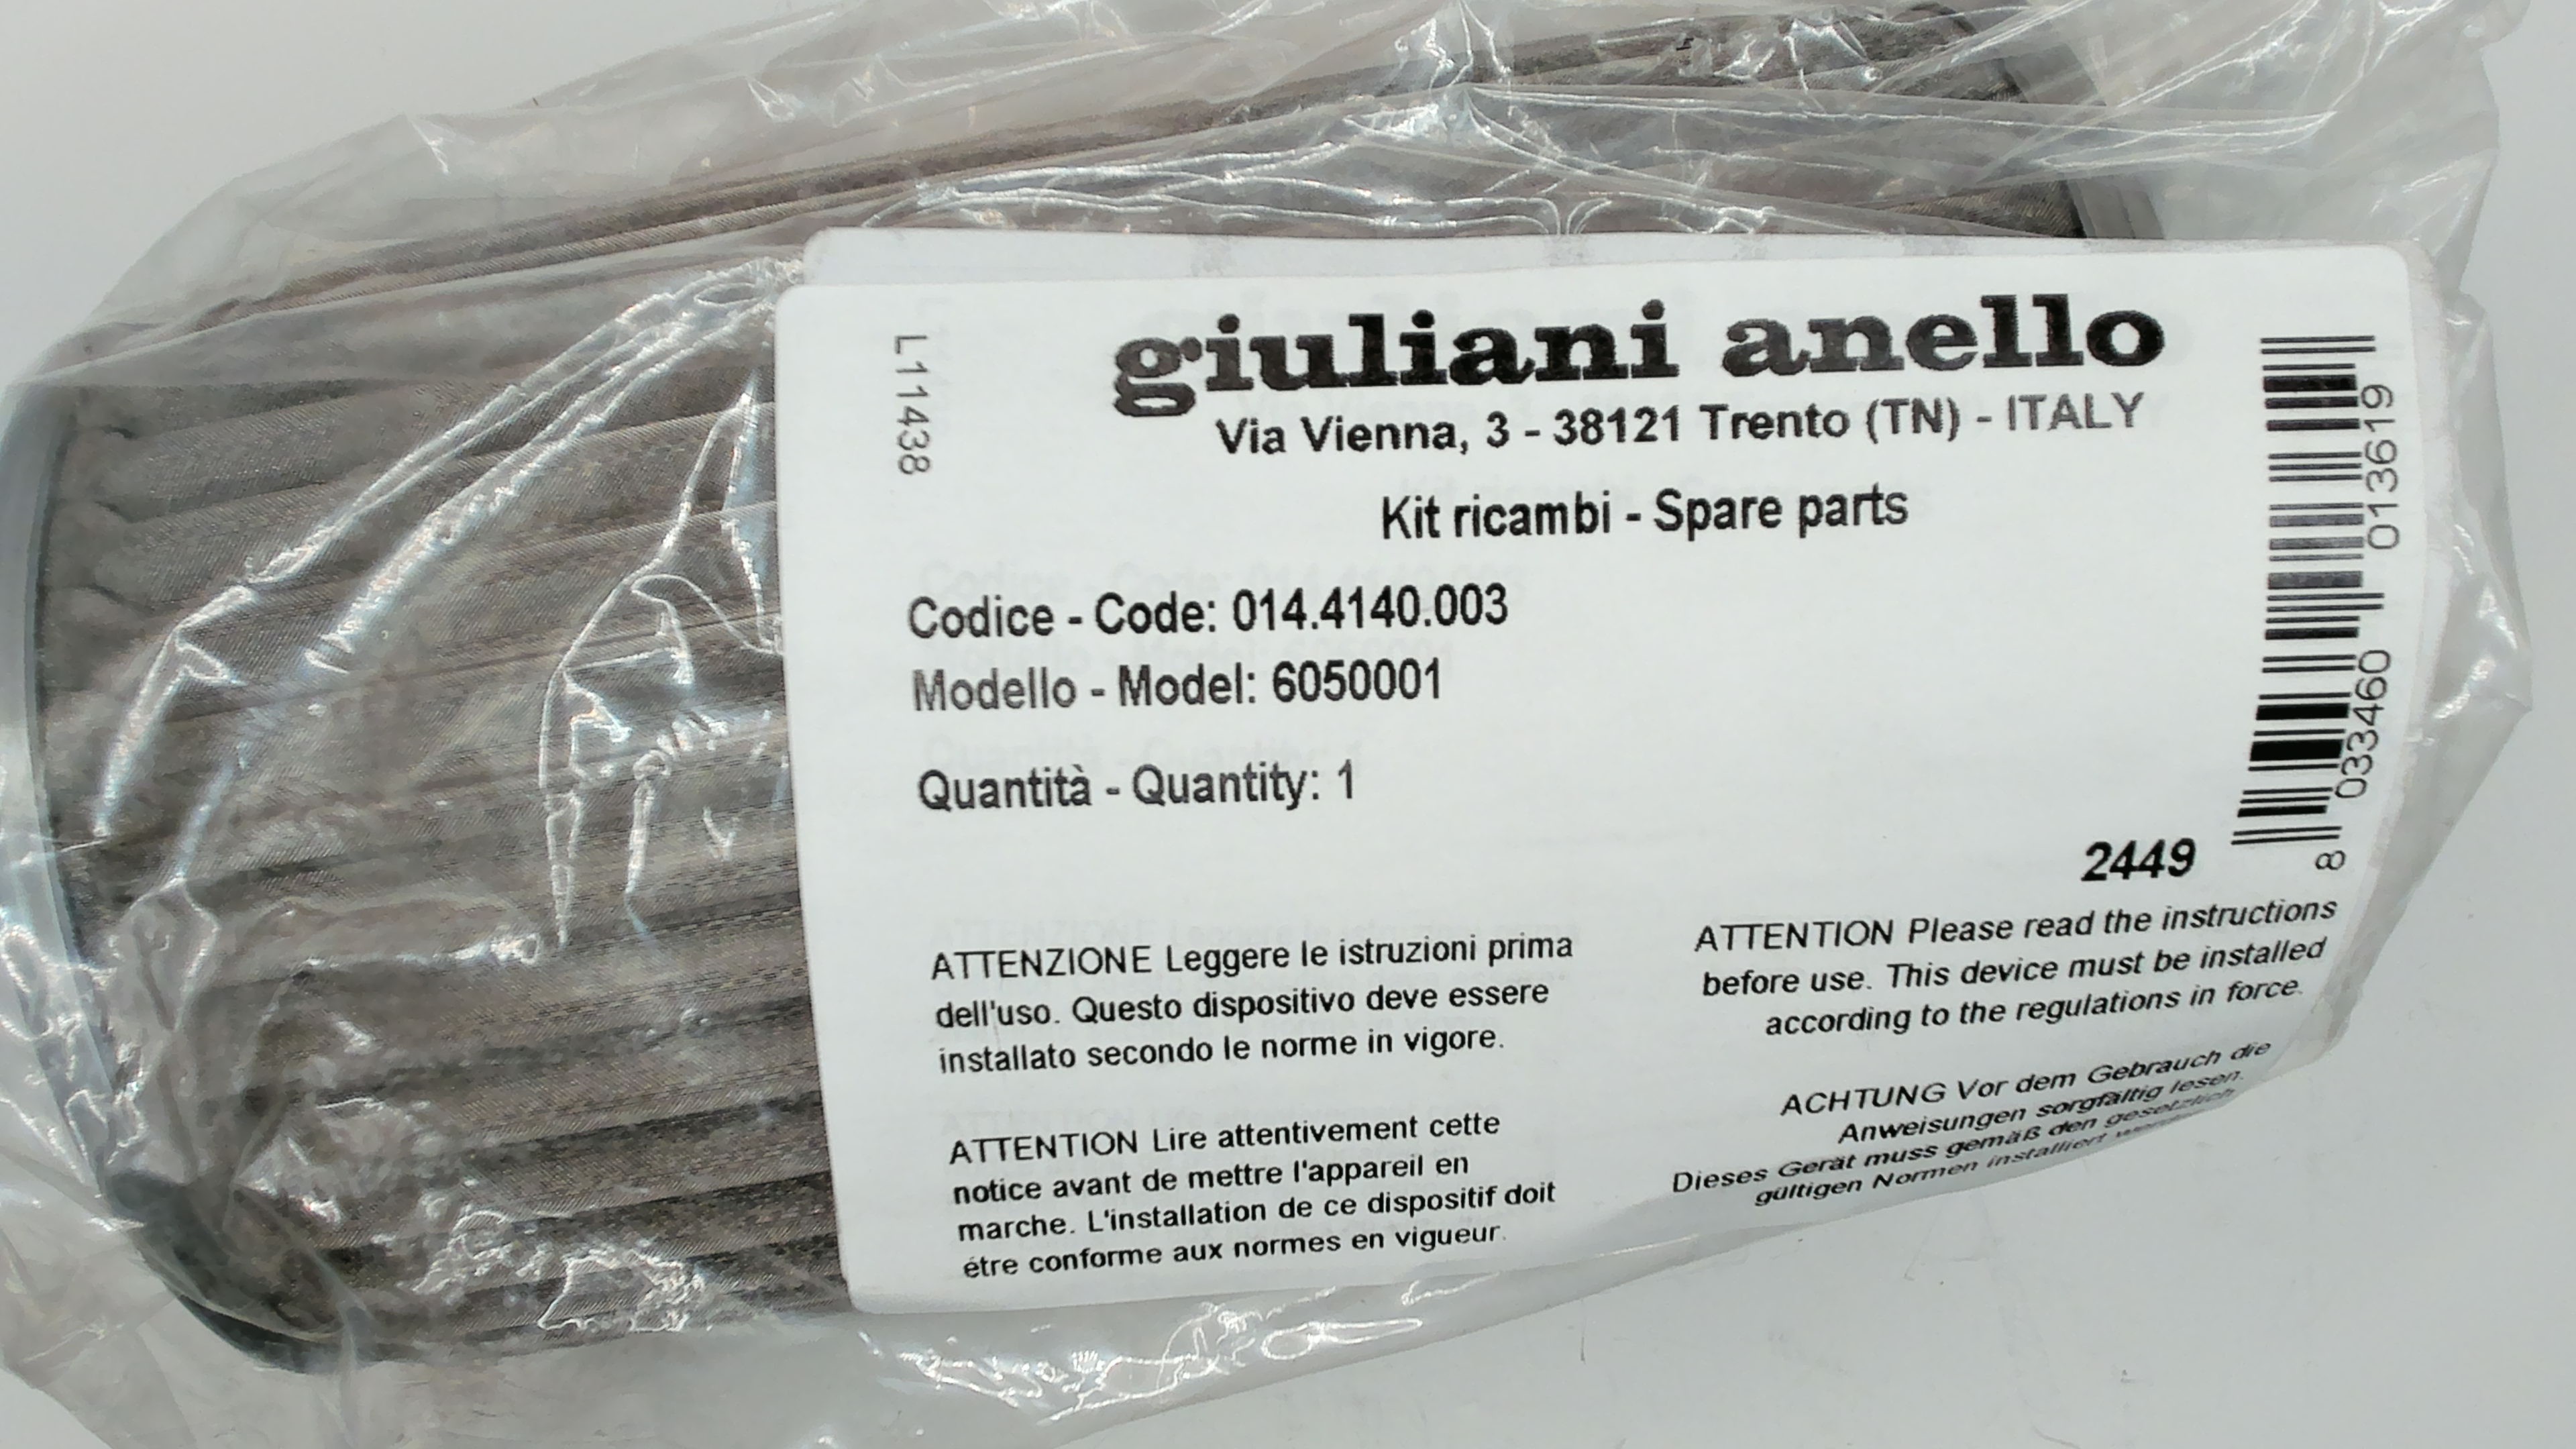 L11438
giuliani anello
Via Vienna, 3 - 38121 Trento (TN) - ITALY
Kit ricambi - Spare parts
Codice - Code: 014.4140.003
Modello - Model: 6050001
Quantità - Quantity: 1
8 033460 013619
2449
ATTENZIONE Leggere le istruzioni prima
dell'uso. Questo dispositivo deve essere
installato secondo le norme in vigore.
ATTENTION Lire attentivement cette
notice avant de mettre l'appareil en
marche. L'installation de ce dispositif doit
étre conforme aux normes en vigueur.
ATTENTION Please read the instructions
before use. This device must be installed
according to the regulations in force.
ACHTUNG Vor dem Gebrauch die
Anweisungen sorgfältig lesen.
Dieses Gerät muss gemäß den gesetzlich
gültigen Normen installiert